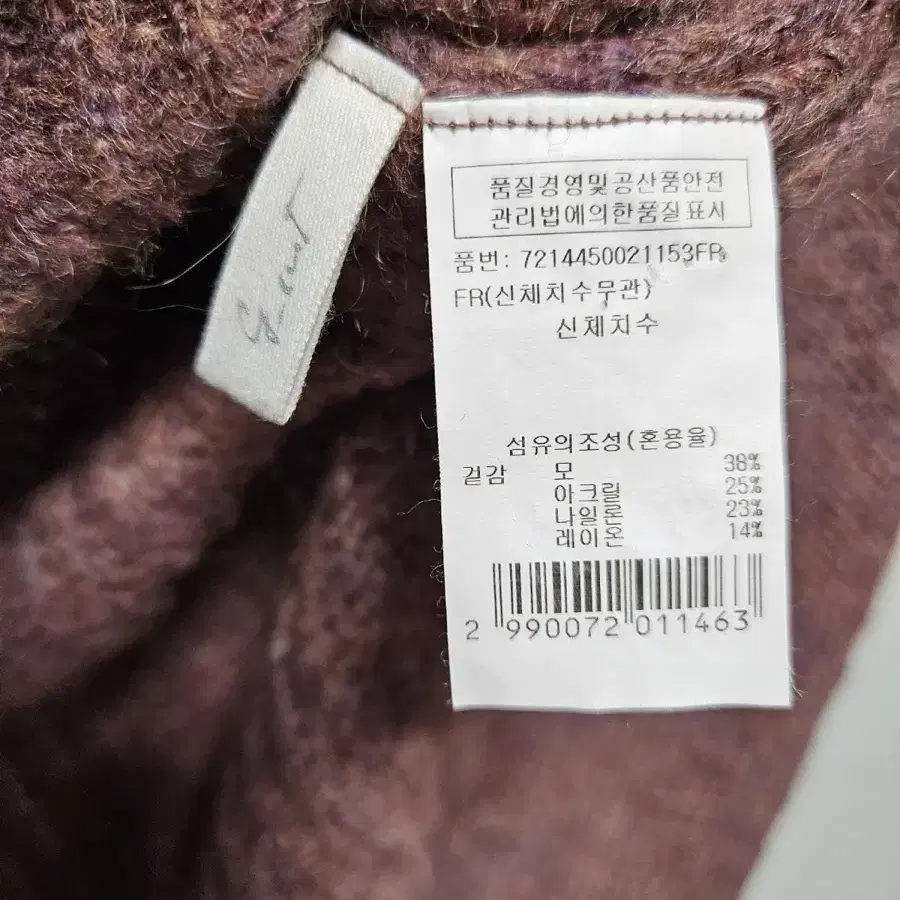 품질경영및공산품안전
관리법에의한품질표시
품번: 7214450021153FR
FR(신체치수무관)
신체치수
섬유의조성(혼용율)
겉감 모 38%
아크릴 25%
나일론 23%
레이온 14%
2 990072 011463